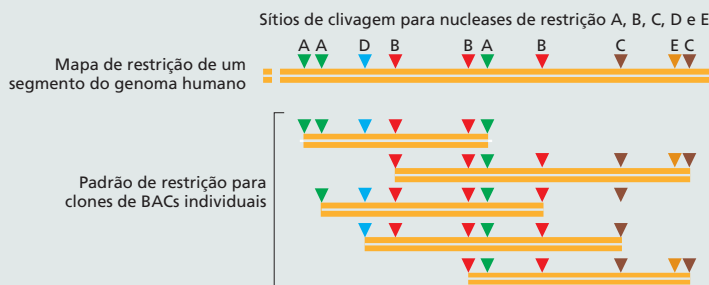 Sítios de clivagem para nucleases de restrição A, B, C, D e E
A A D B B A B C E C
Mapa de restrição de um
segmento do genoma humano
Padrão de restrição para
clones de BACs individuais